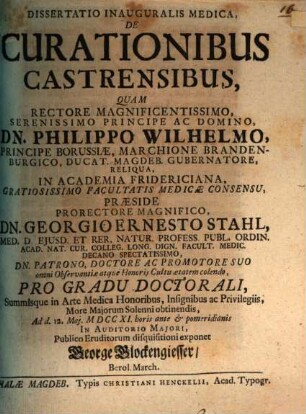 DISSERTATIO INAUGURALIS MEDICA,
DE
CURATIONIBUS
CASTRENSIBUS,
QUAM
RECTORE MAGNIFICENTISSIMO,
SERENISSIMO PRINCIPE AC DOMINO,
DN. PHILIPPO WILHELMO,
PRINCIPE BORUSSIÆ, MARCHIONE BRANDEN-
BURGICO, DUCAT. MAGDEB. GUBERNATORE,
RELIQUA,
IN ACADEMIA FRIDERICIANA,
GRATIOSISSIMO FACULTATIS MEDICÆ CONSENSU,
PRÆSIDE
PRORECTORE MAGNIFICO,
DN. GEORGIO ERNESTO STAHL,
MED. D. EJUSD. ET RER. NATUR. PROFESS. PUBL. ORDIN.
ACAD. NAT. CUR. COLLEG. LONG. DIGN. FACULT. MEDIC.
DECANO SPECTATISSIMO,
DN. PATRONO, DOCTORE AC PROMOTORE SUO
omni Observantiæ atque Honoris Cultu ætatem colendo,
PRO GRADU DOCTORALI,
Summisque in Arte Medica Honoribus, Insignibus ac Privilegiis,
More Majorum Solenni obtinendis,
Ad d. 12. Maj. MDCCXI. horis ante & pomeridianis
IN AUDITORIO MAJORI,
Publico Eruditorum disquisitioni exponet
George Glockengiesser/
Berol. March.
HALÆ MAGDEB. Typis CHRISTIANI HENCKELII, Acad. Typogr.